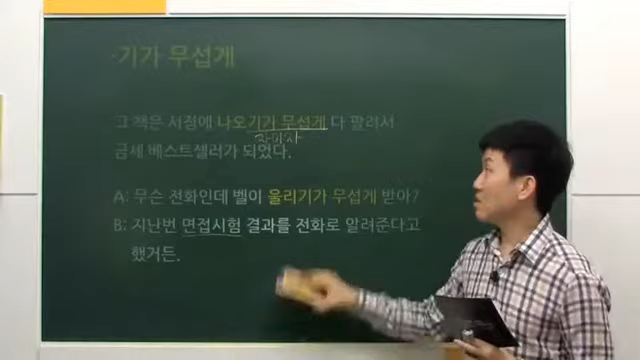 ·기가 무섭게
그 책은 서점에 나오기가 무섭게 다 팔려서
금세 베스트셀러가 되었다.
A: 무슨 전화인데 벨이 울리기가 무섭게 받아?
B: 지난번 면접시험 결과를 전화로 알려준다고
했거든.